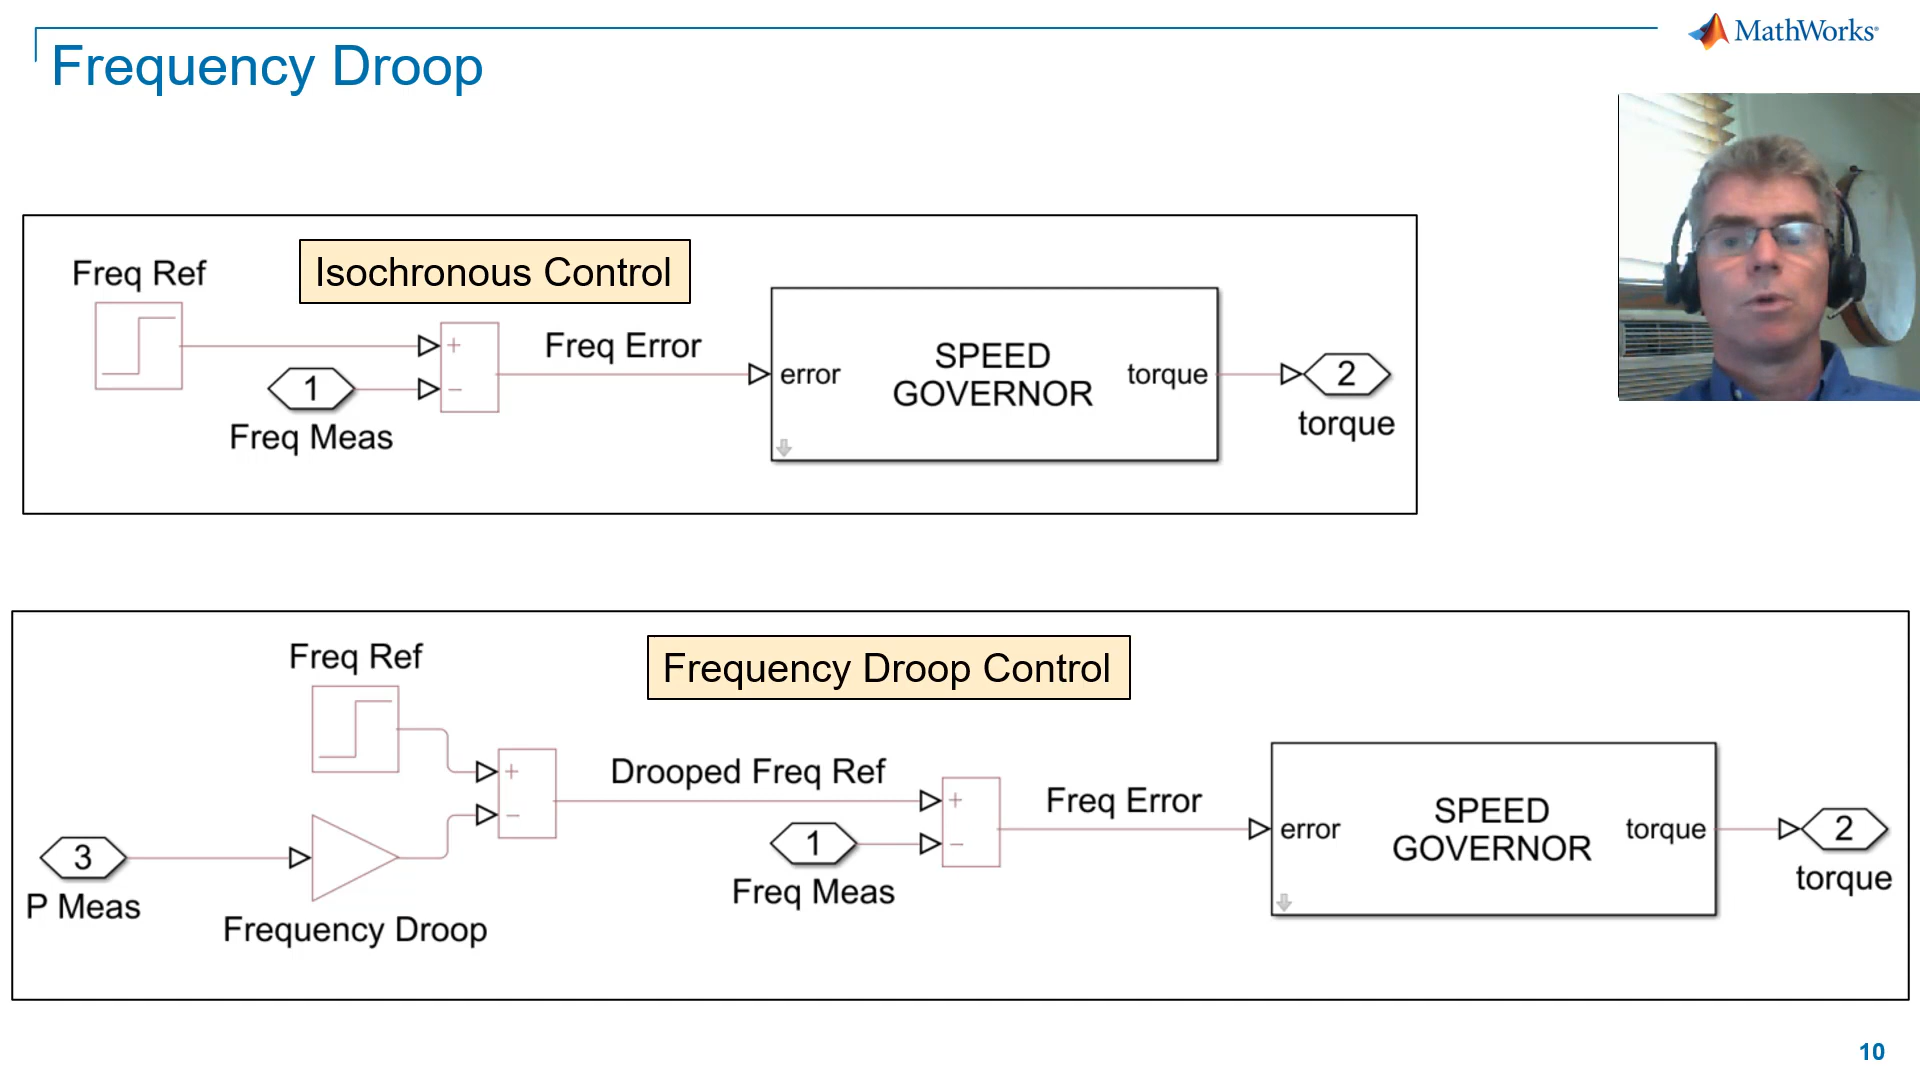 Frequency Droop
MathWorks®
Isochronous Control
Freq Ref
+
−
1
Freq Meas
Freq Error
error
SPEED
GOVERNOR
torque
2
torque
Frequency Droop Control
Freq Ref
3
P Meas
Frequency Droop
+
−
Drooped Freq Ref
1
Freq Meas
+
−
Freq Error
error
SPEED
GOVERNOR
torque
2
torque
10